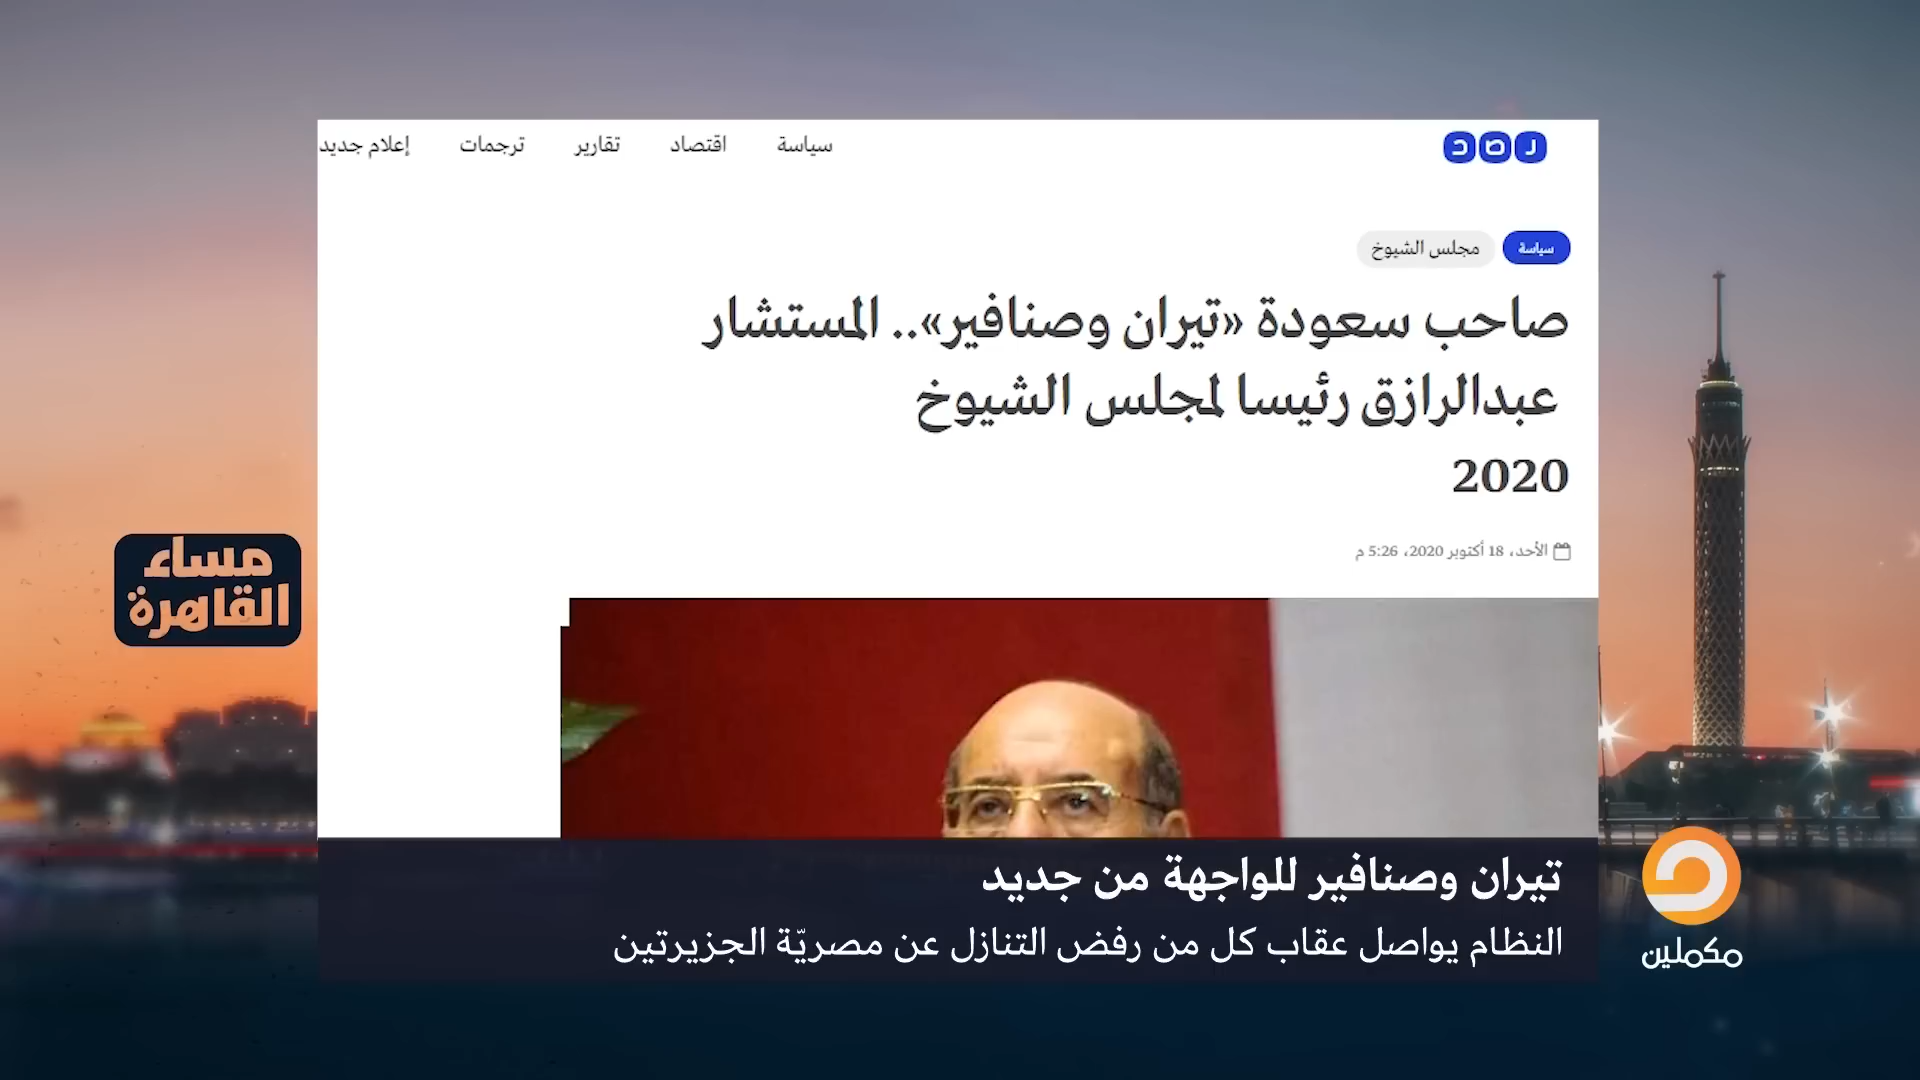 رصد
سياسة
اقتصاد
تقارير
ترجمات
إعلام جديد
سياسة
مجلس الشيوخ
صاحب سعودة «تيران وصنافير».. المستشار
عبدالرازق رئيسا لمجلس الشيوخ
2020
الأحد، 18 أكتوبر 2020، 5:26 م
مساء
القاهرة
تيران وصنافير للواجهة من جديد
النظام يواصل عقاب كل من رفض التنازل عن مصريّة الجزيرتين
مكملين